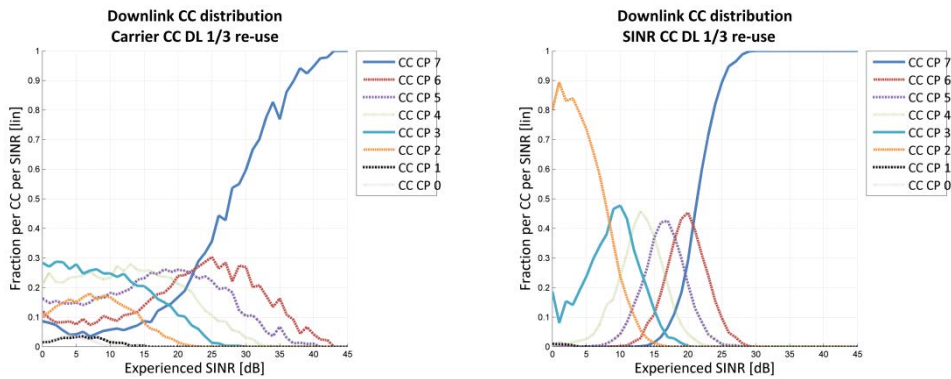 Downlink CC distribution
Carrier CC DL 1/3 re-use
Fraction per CC per SINR [lin]
1
0.9
0.8
0.7
0.6
0.5
0.4
0.3
0.2
0.1
0
0
5
10
15
20
25
30
35
40
45
Experienced SINR [dB]
CC CP 7
CC CP 6
CC CP 5
CC CP 4
CC CP 3
CC CP 2
CC CP 1
CC CP 0
Downlink CC distribution
SINR CC DL 1/3 re-use
Fraction per CC per SINR [lin]
1
0.9
0.8
0.7
0.6
0.5
0.4
0.3
0.2
0.1
0
0
5
10
15
20
25
30
35
40
45
Experienced SINR [dB]
CC CP 7
CC CP 6
CC CP 5
CC CP 4
CC CP 3
CC CP 2
CC CP 1
CC CP 0